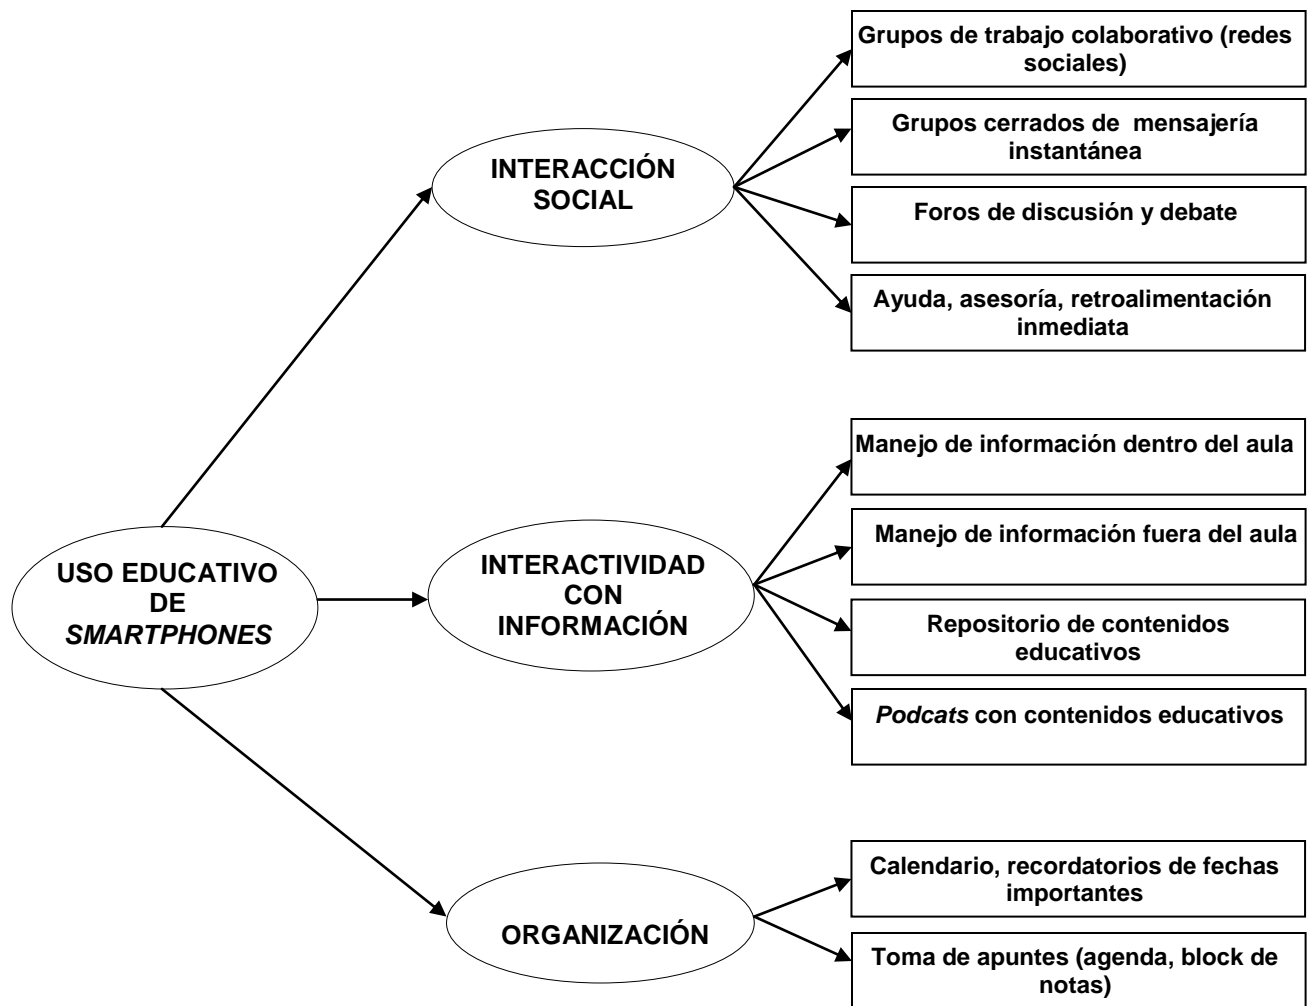 Grupos de trabajo colaborativo (redes
sociales)
Grupos cerrados de mensajería
instantánea
INTERACCIÓN
SOCIAL
Foros de discusión y debate
Ayuda, asesoría, retroalimentación
inmediata
Manejo de información dentro del aula
Manejo de información fuera del aula
USO EDUCATIVO
DE
SMARTPHONES
INTERACTIVIDAD
CON
INFORMACIÓN
Repositorio de contenidos
educativos
Podcats con contenidos educativos
Calendario, recordatorios de fechas
importantes
ORGANIZACIÓN
Toma de apuntes (agenda, block de
notas)